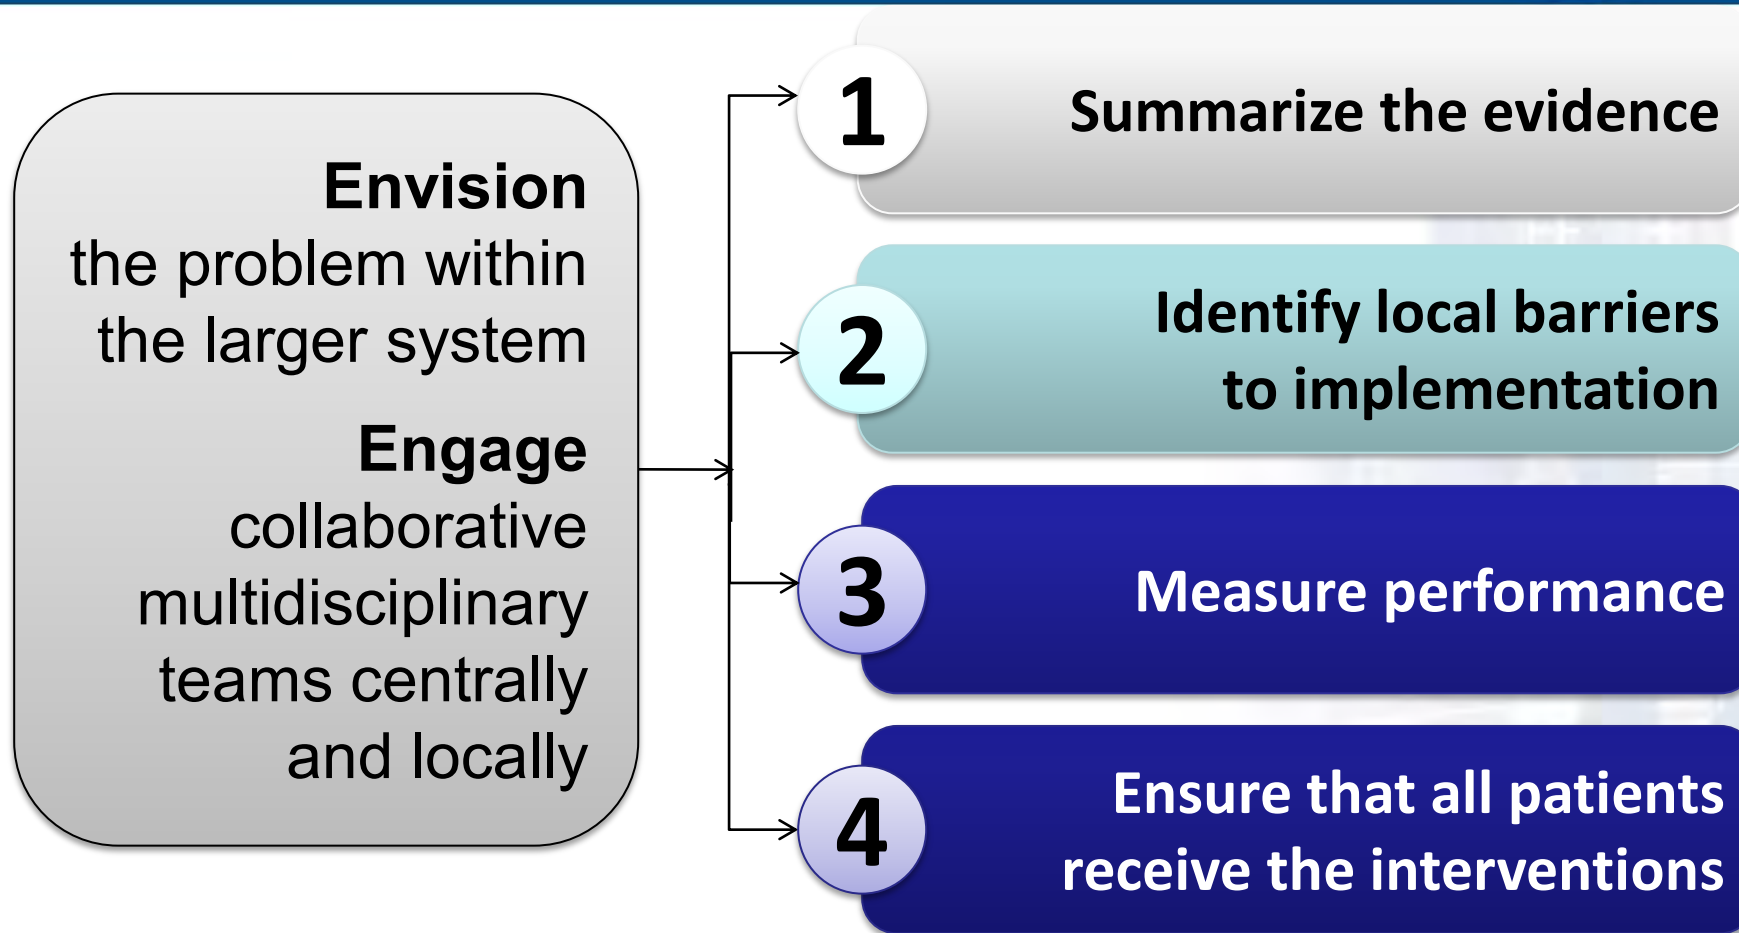 Envision
the problem within
the larger system
Engage
collaborative
multidisciplinary
teams centrally
and locally
1
Summarize the evidence
2
Identify local barriers
to implementation
3
Measure performance
4
Ensure that all patients
receive the interventions